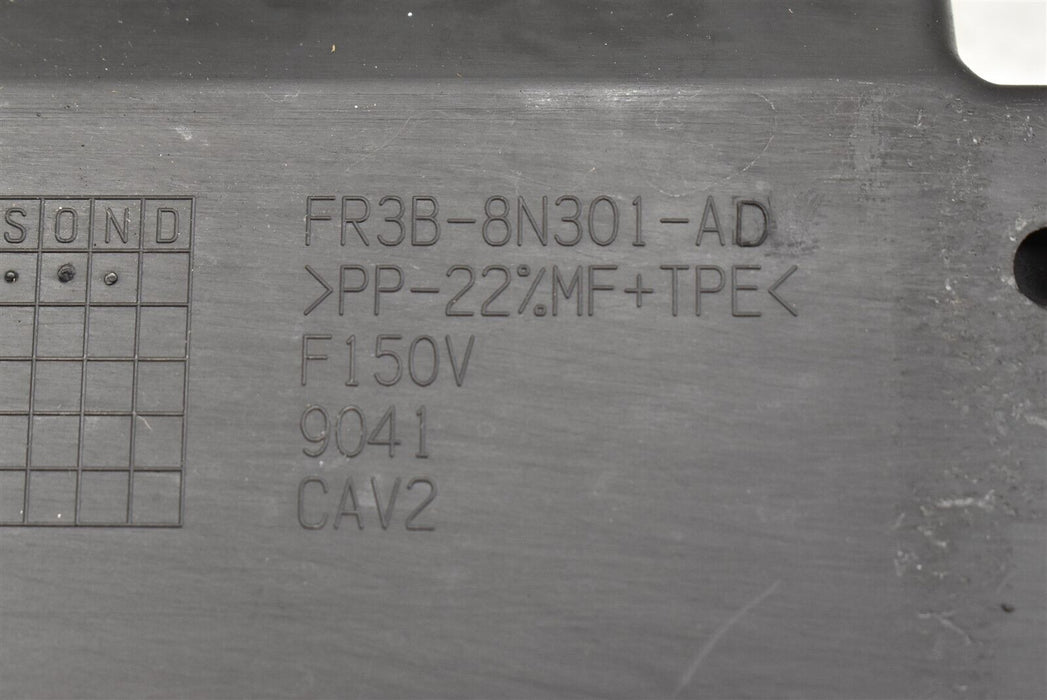 S O N D
FR3B-8N301-AD
>PP-22%MF+TPE<
F150V
9041
CAV2